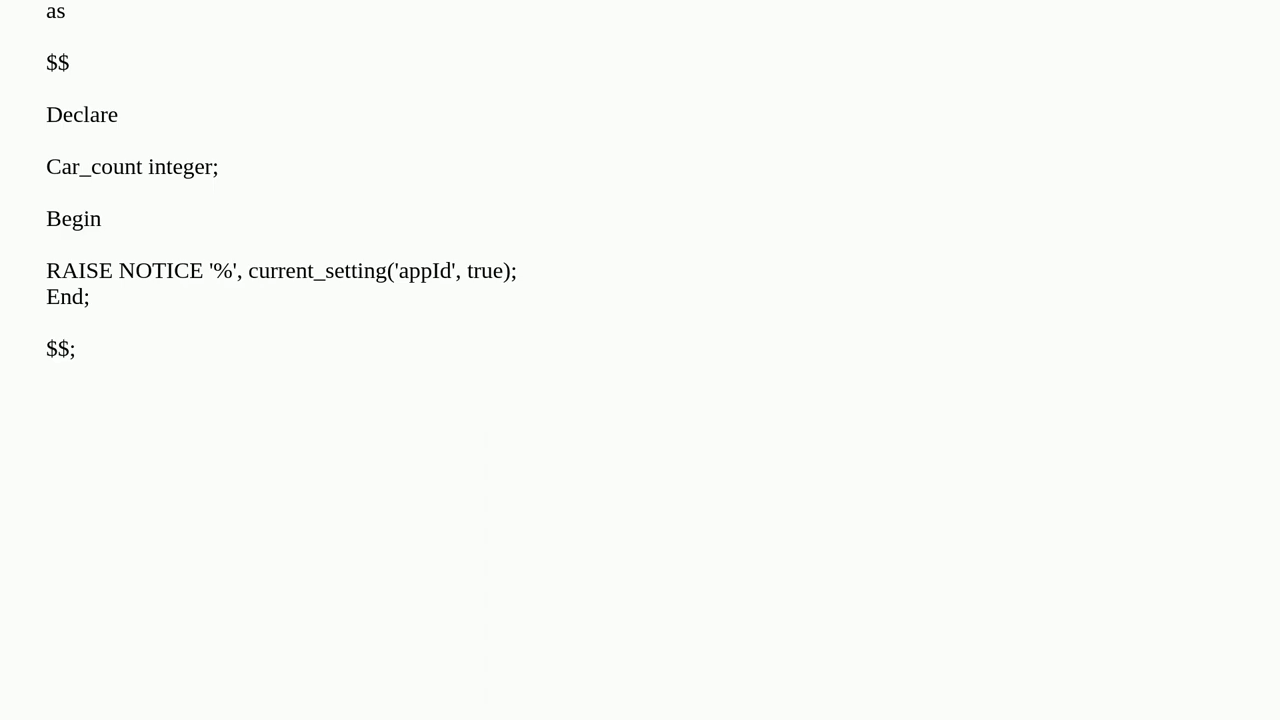 as
$$
Declare
Car_count integer;
Begin
RAISE NOTICE '%', current_setting('appId', true);
End;
$$;